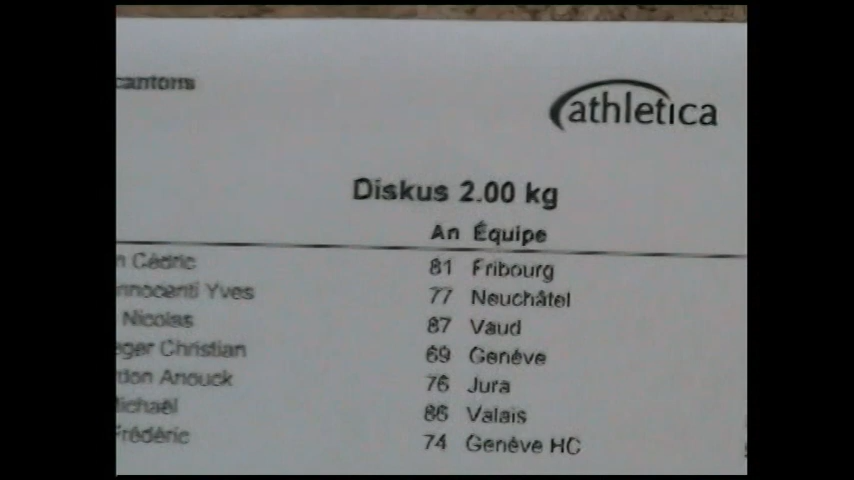 cantons
athletica
Diskus 2.00 kg
An Équipe
Cédric 81 Fribourg
Yves 77 Neuchâtel
Nicolas 87 Vaud
Christian 69 Genève
Anouck 76 Jura
86 Valais
Frédéric 74 Genève HC